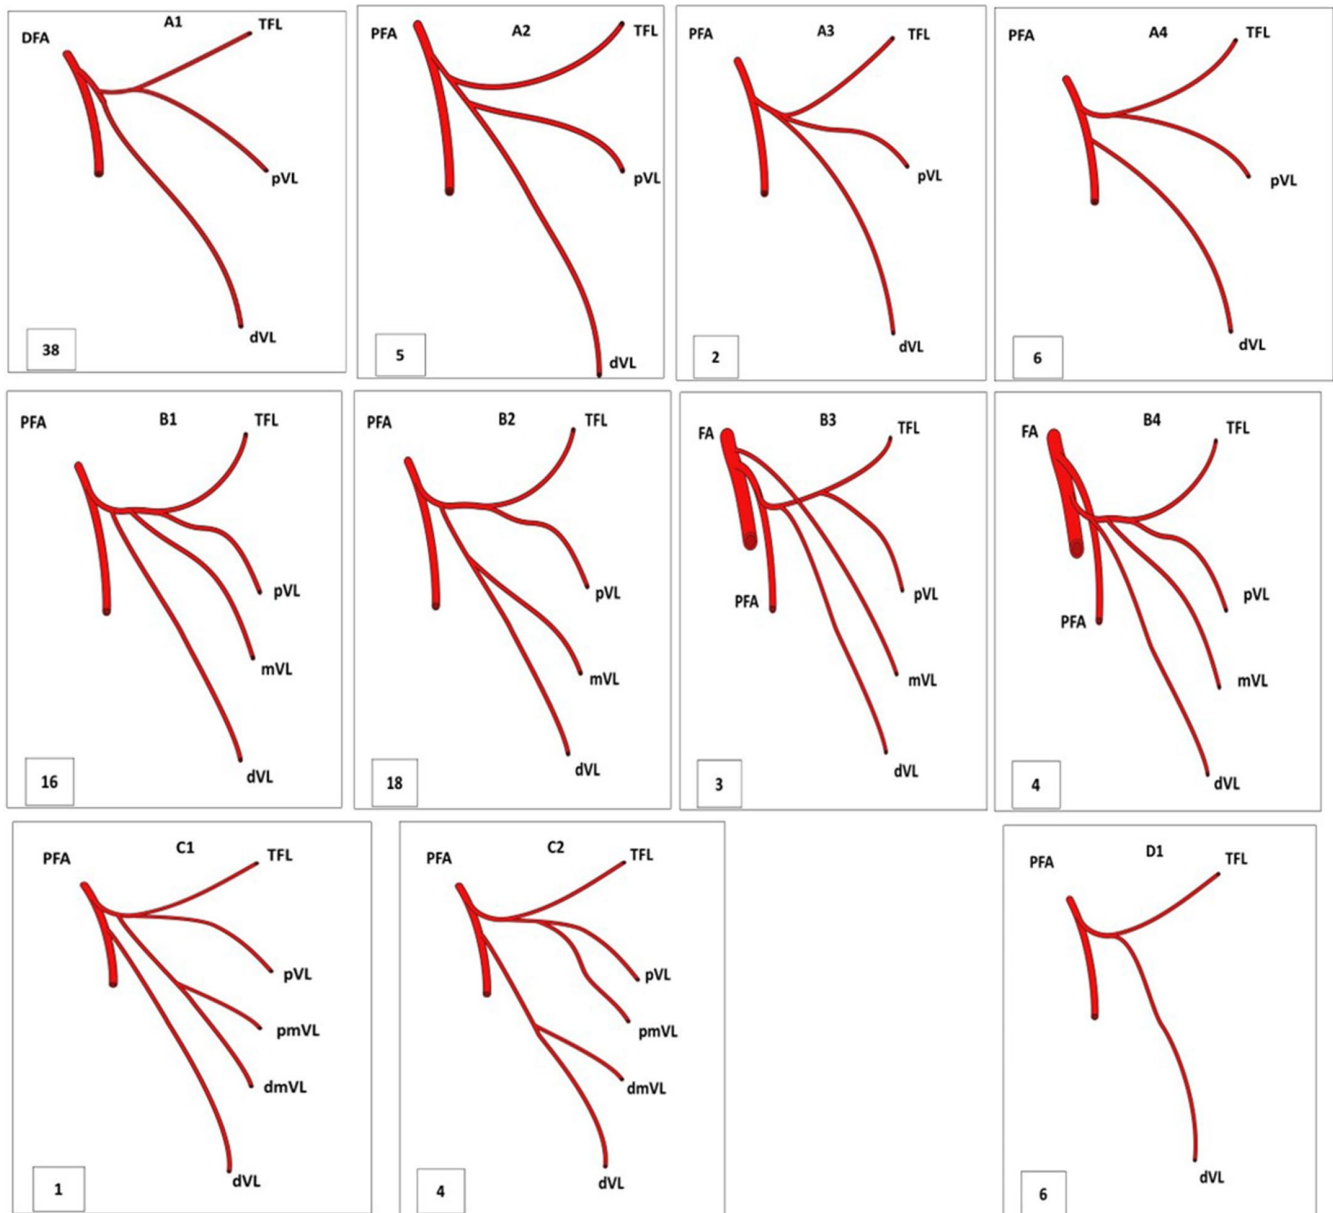 DFA
A1
TFL
pVL
dVL
38
PFA
A2
TFL
pVL
dVL
5
PFA
A3
TFL
pVL
dVL
2
PFA
A4
TFL
pVL
dVL
6
PFA
B1
TFL
pVL
mVL
dVL
16
PFA
B2
TFL
pVL
mVL
dVL
18
FA
B3
TFL
pVL
PFA
mVL
dVL
3
FA
B4
TFL
pVL
PFA
mVL
dVL
4
PFA
C1
TFL
pVL
pmVL
dmVL
dVL
1
PFA
C2
TFL
pVL
pmVL
dmVL
dVL
4
PFA
D1
TFL
dVL
6